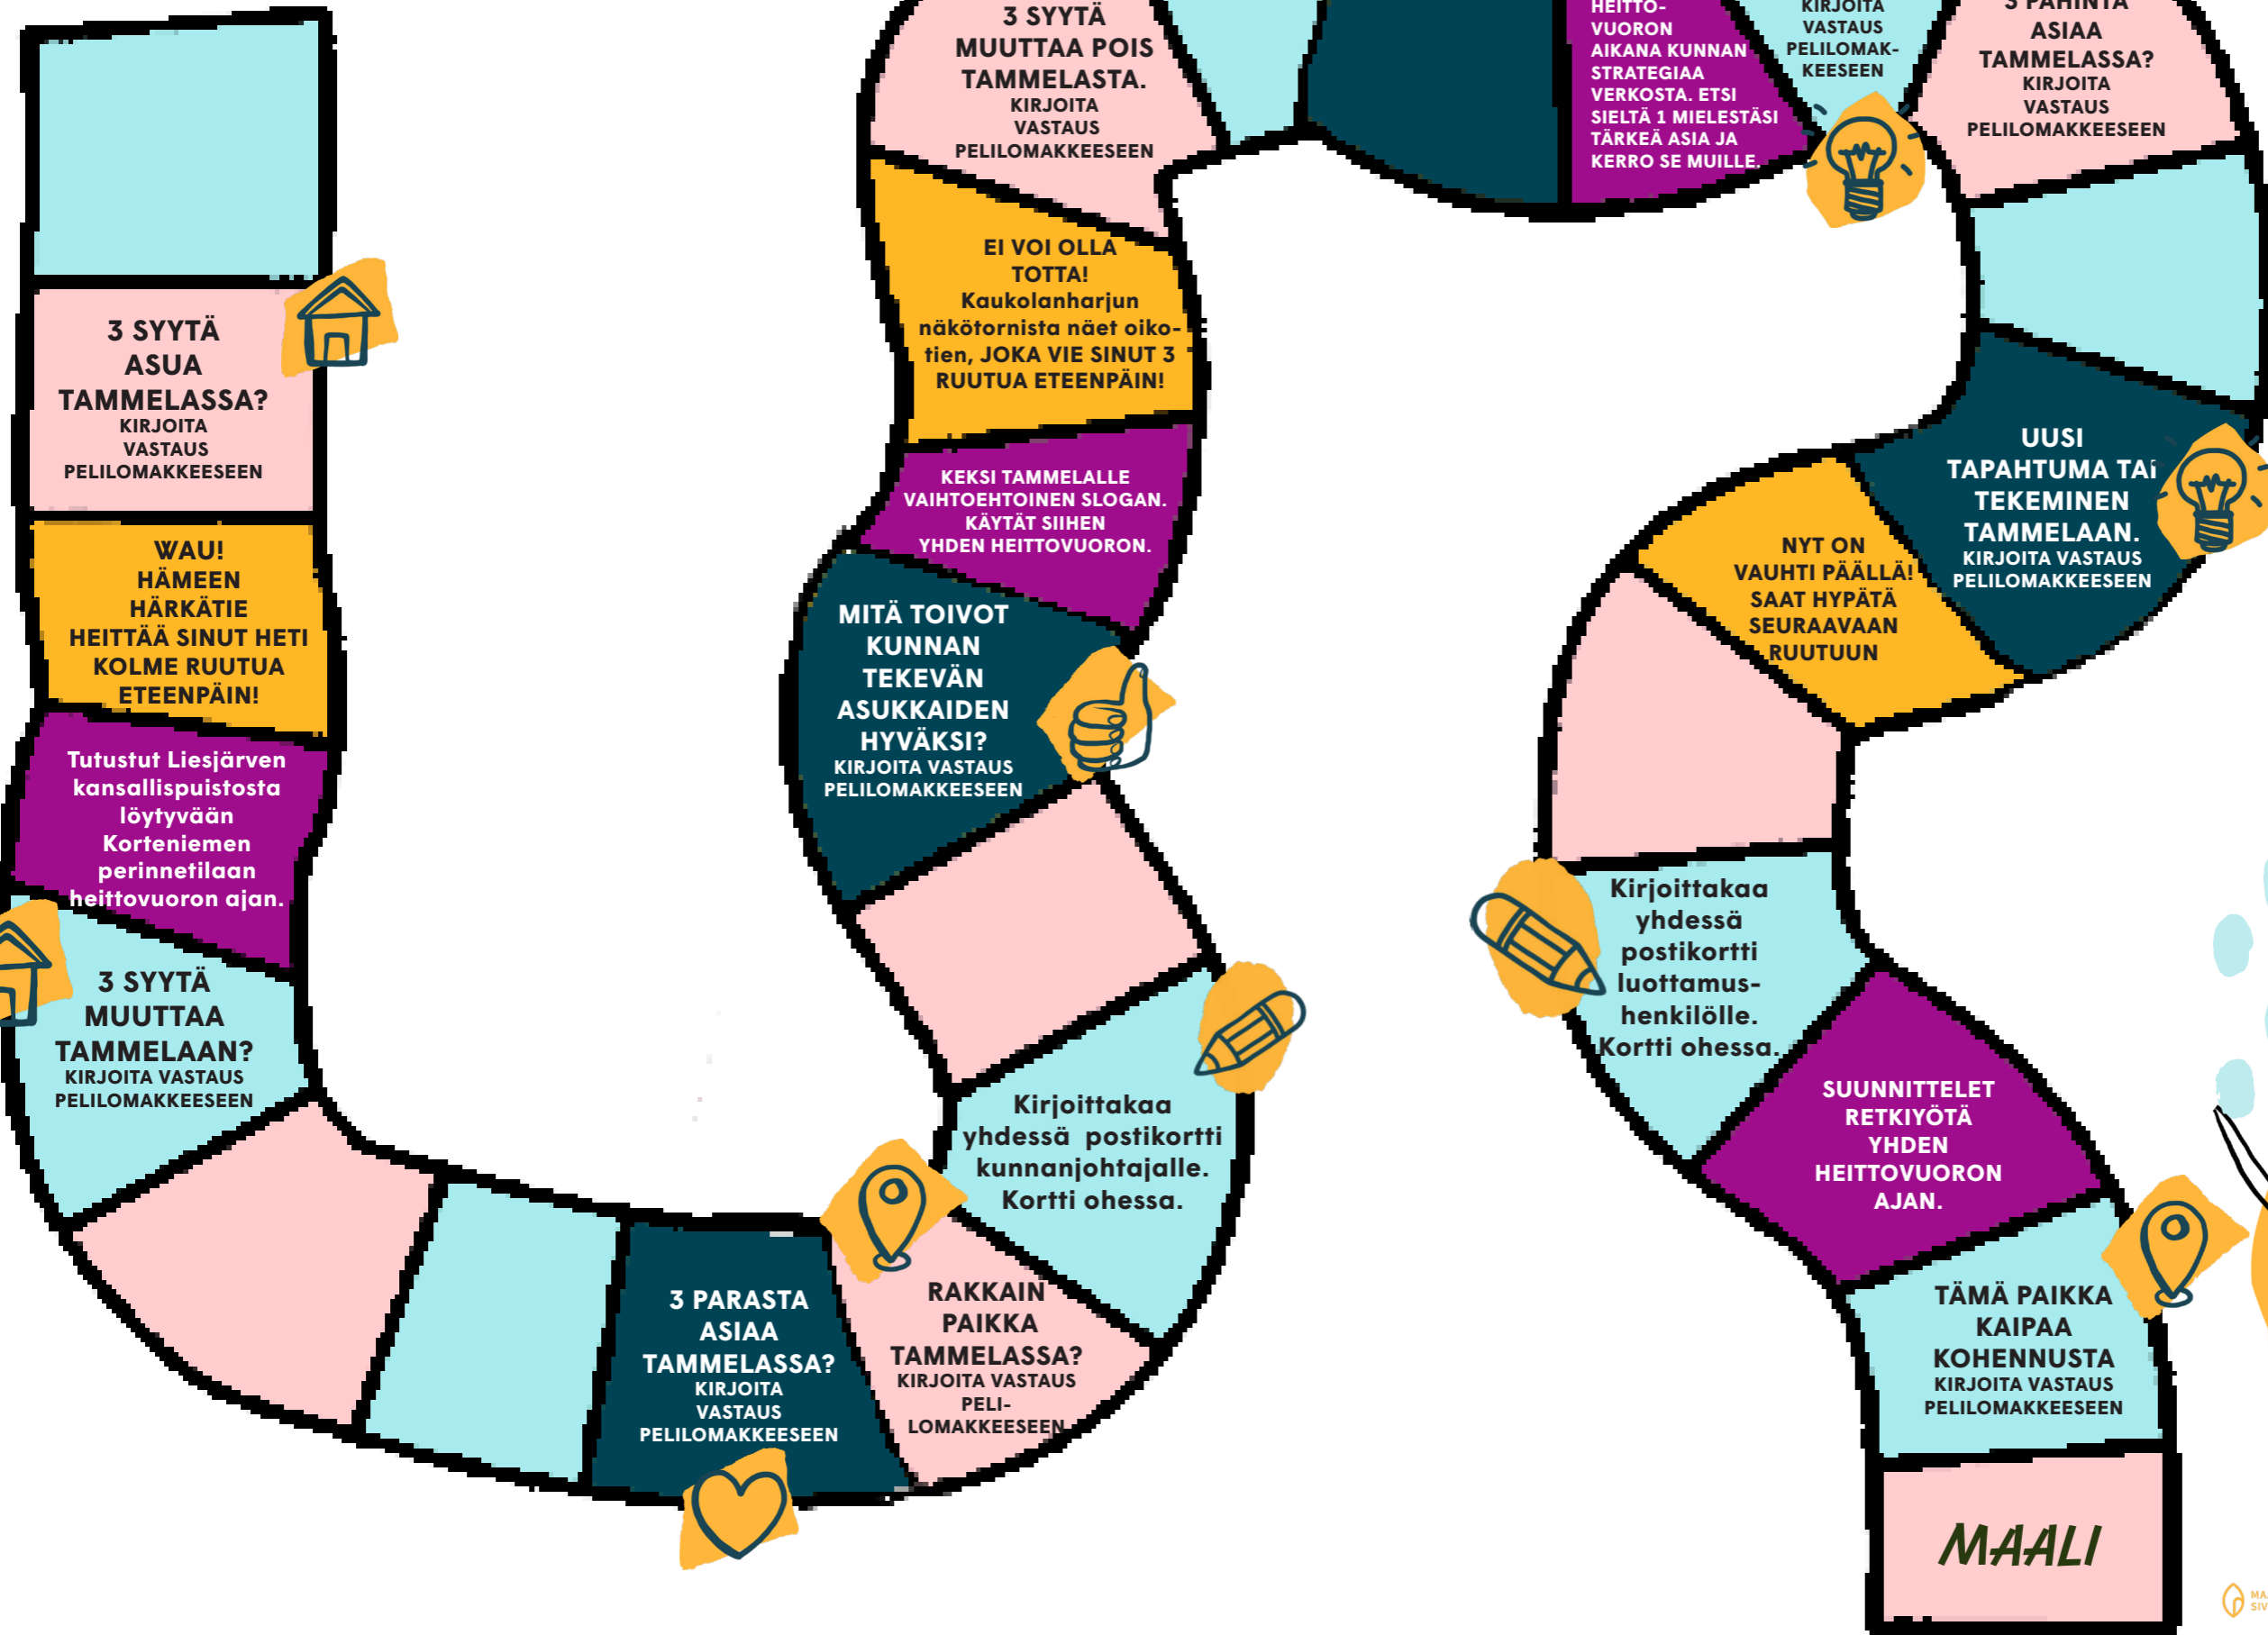 3 SYYTÄ
ASUA
TAMMELASSA?
KIRJOITA
VASTAUS
PELILOMAKKEESEEN
WAU!
HÄMEEN
HÄRKÄTIE
HEITTÄÄ SINUT HETI
KOLME RUUTUA
ETEENPÄIN!
Tutustut Liesjärven
kansallispuistosta
löytyvään
Korteniemen
perinnetilaan
heittovuoron ajan.
3 SYYTÄ
MUUTTAA
TAMMELAAN?
KIRJOITA VASTAUS
PELILOMAKKEESEEN
3 PARASTA
ASIAA
TAMMELASSA?
KIRJOITA
VASTAUS
PELILOMAKKEESEEN
RAKKAIN
PAIKKA
TAMMELASSA?
KIRJOITA VASTAUS
PELI-
LOMAKKEESEEN
Kirjoittakaa
yhdessä postikortti
kunnanjohtajalle.
Kortti ohessa.
MITÄ TOIVOT
KUNNAN
TEKEVÄN
ASUKKAIDEN
HYVÄKSI?
KIRJOITA VASTAUS
PELILOMAKKEESEEN
KEKSI TAMMELALLE
VAIHTOEHTOINEN SLOGAN.
KÄYTÄT SIIHEN
YHDEN HEITTOVUORON.
EI VOI OLLA
TOTTA!
Kaukolanharjun
näkötornista näet oiko-
tien, JOKA VIE SINUT 3
RUUTUA ETEENPÄIN!
3 SYYTÄ
MUUTTAA POIS
TAMMELASTA.
KIRJOITA
VASTAUS
PELILOMAKKEESEEN
HEITTO-
VUORON
AIKANA KUNNAN
STRATEGIAA
VERKOSTA. ETSI
SIELTÄ 1 MIELESTÄSI
TÄRKEÄ ASIA JA
KERRO SE MUILLE.
KIRJOITA
VASTAUS
PELILOMAK-
KEESEEN
3 PAHINTA
ASIAA
TAMMELASSA?
KIRJOITA
VASTAUS
PELILOMAKKEESEEN
UUSI
TAPAHTUMA TAI
TEKEMINEN
TAMMELAAN.
KIRJOITA VASTAUS
PELILOMAKKEESEEN
NYT ON
VAUHTI PÄÄLLÄ!
SAAT HYPÄTÄ
SEURAAVAAN
RUUTUUN
Kirjoittakaa
yhdessä
postikortti
luottamus-
henkilölle.
Kortti ohessa.
SUUNNITTELET
RETKIYÖTÄ
YHDEN
HEITTOVUORON
AJAN.
TÄMÄ PAIKKA
KAIPAA
KOHENNUSTA
KIRJOITA VASTAUS
PELILOMAKKEESEEN
MAALI